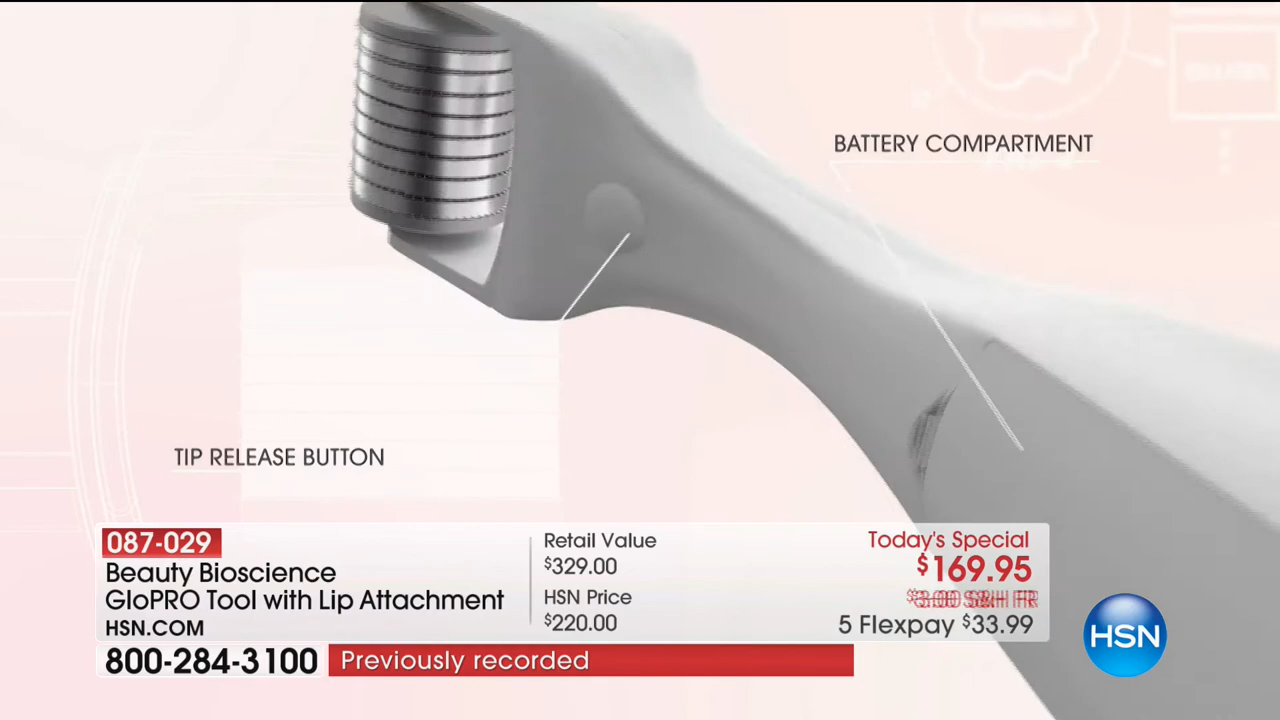 BATTERY COMPARTMENT
TIP RELEASE BUTTON
087-029
Beauty Bioscience
GloPRO Tool with Lip Attachment
HSN.COM
Retail Value
$329.00
HSN Price
$220.00
Today's Special
$169.95
5 Flexpay $33.99
800-284-3100
Previously recorded
HSN